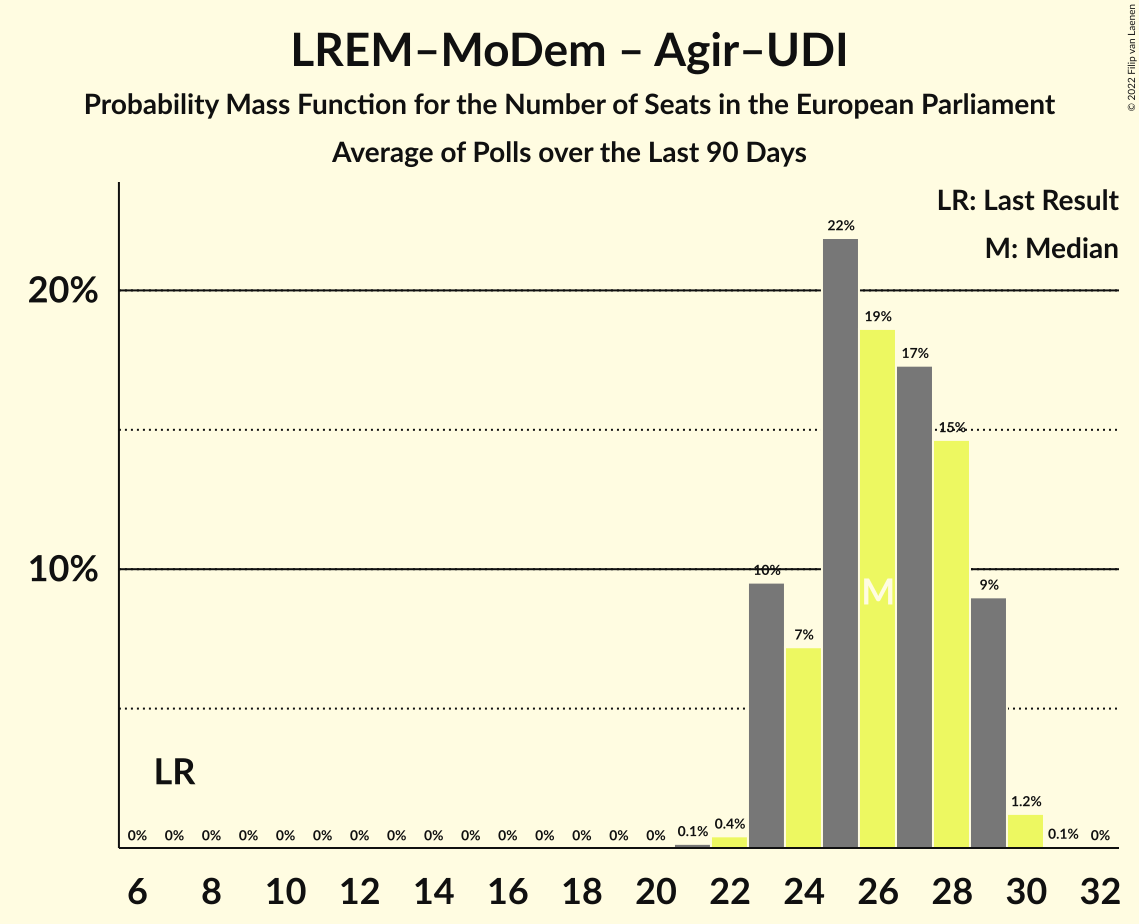 LREM–MoDem – Agir–UDI
Probability Mass Function for the Number of Seats in the European Parliament
Average of Polls over the Last 90 Days
© 2022 Filip van Laenen
LR: Last Result
M: Median
20%
10%
22%
19%
17%
15%
10%
9%
7%
M
LR
0% 0% 0% 0% 0% 0% 0% 0% 0% 0% 0% 0% 0% 0% 0% 0.1% 0.4% 1.2% 0.1% 0%
6 8 10 12 14 16 18 20 22 24 26 28 30 32